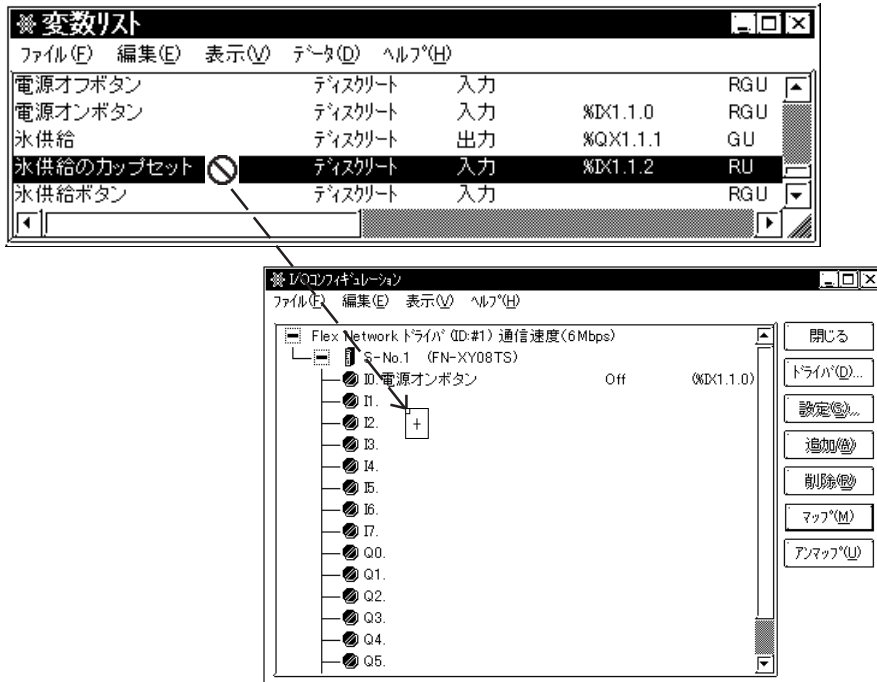 変数リスト
ファイル(F) 編集(E) 表示(V) データ(D) ヘルプ(H)
電源オフボタン ディスクリート 入力 RGU
電源オンボタン ディスクリート 入力 %IX1.1.0 RGU
氷供給 ディスクリート 出力 %QX1.1.1 GU
氷供給のカップセット ディスクリート 入力 %IX1.1.2 RU
氷供給ボタン ディスクリート 入力 RGU
I/Oコンフィギュレーション
ファイル(F) 編集(E) 表示(V) ヘルプ(H)
Flex Network ドライバ (ID:#1) 通信速度(6Mbps)
S-No.1 (FN-XY08TS)
I0.電源オンボタン Off (%IX1.1.0)
I1.
I2.
I3.
I4.
I5.
I6.
I7.
Q0.
Q1.
Q2.
Q3.
Q4.
Q5.
閉じる
ドライバ(D)...
設定(S)...
追加(A)
削除(R)
マップ(M)
アンマップ(U)